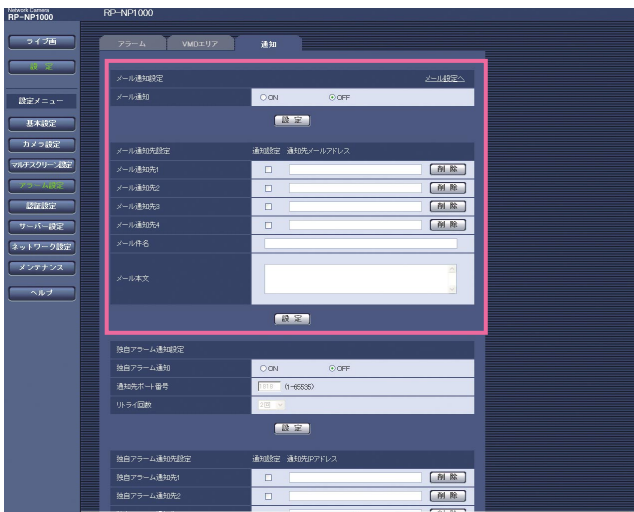 Network Camera
RP-NP1000
RP-NP1000
ライブ画
設 定
設定メニュー
基本設定
カメラ設定
マルチスクリーン設定
アラーム設定
認証設定
サーバー設定
ネットワーク設定
メンテナンス
ヘルプ
アラーム VMDエリア 通知
メール通知設定 メール設定へ
メール通知 ON OFF
設 定
メール通知先設定 通知設定 通知先メールアドレス
メール通知先1 削 除
メール通知先2 削 除
メール通知先3 削 除
メール通知先4 削 除
メール件名
メール本文
設 定
独自アラーム通知設定
独自アラーム通知 ON OFF
通知先ポート番号 (1-65535)
リトライ回数
設 定
独自アラーム通知先設定 通知設定 通知先IPアドレス
独自アラーム通知先1 削 除
独自アラーム通知先2 削 除